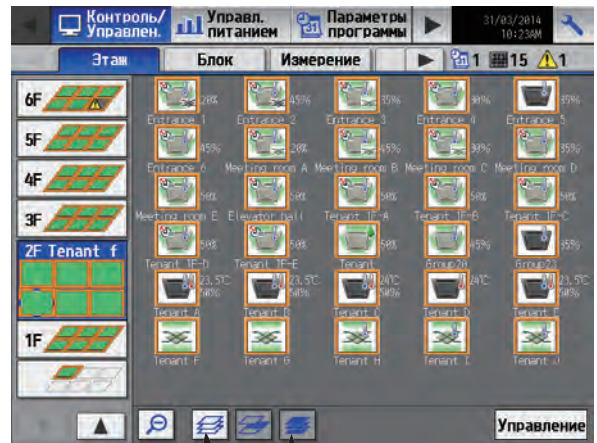 Контроль/ Управлен.
Управл. питанием
Параметры программы
31/03/2014 10:23AM
Этаж
Блок
Измерение
1
15
1
6F
5F
4F
3F
2F Tenant f
1F
20%
45%
35%
30%
35%
Entrance 1
Entrance 2
Entrance 3
Entrance 4
Entrance 5
45%
20%
45%
30%
35%
Entrance 6
Meeting room A
Meeting room B
Meeting room C
Meeting room D
50%
50%
50%
50%
50%
Meeting room E
Elevator hall
Tenant 1F-A
Tenant 1F-B
Tenant 1F-C
50%
50%
50%
45%
35%
Tenant 1F-D
Tenant 1F-E
Tenant
Group20
Group23
23.5℃ 50%
23.5℃ 50%
24℃ 50%
24℃
23.5℃ 50%
Tenant A
Tenant B
Tenant C
Tenant D
Tenant E
Tenant F
Tenant G
Tenant H
Tenant I
Tenant J
Управление